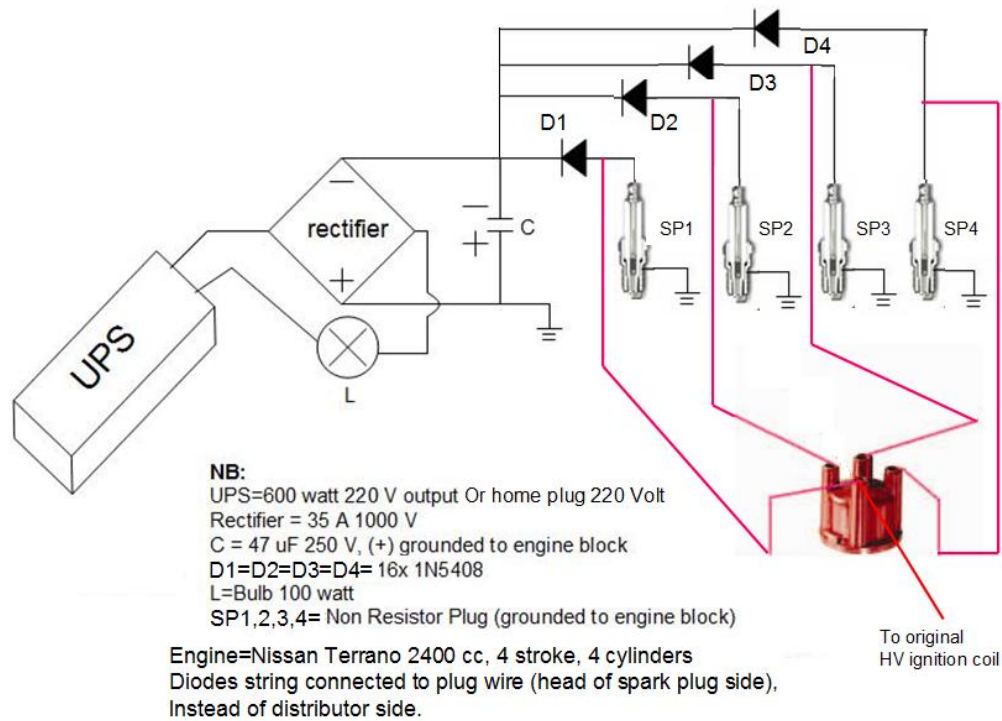 D4
D3
D1
D2
−
rectifier
+
−
+
C
SP1
SP2
SP3
SP4
UPS
L
NB:
UPS=600 watt 220 V output Or home plug 220 Volt
Rectifier = 35 A 1000 V
C = 47 uF 250 V, (+) grounded to engine block
D1=D2=D3=D4= 16x 1N5408
L=Bulb 100 watt
SP1,2,3,4= Non Resistor Plug (grounded to engine block)
To original
HV ignition coil
Engine=Nissan Terrano 2400 cc, 4 stroke, 4 cylinders
Diodes string connected to plug wire (head of spark plug side),
Instead of distributor side.